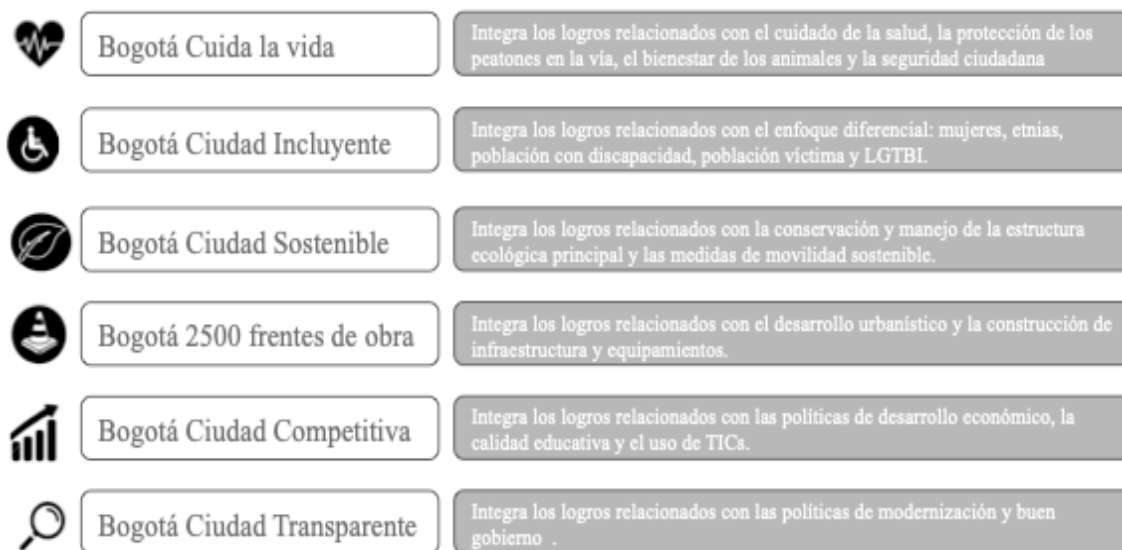 Bogotá Cuida la vida
Integra los logros relacionados con el cuidado de la salud, la protección de los
peatones en la vía, el bienestar de los animales y la seguridad ciudadana
Bogotá Ciudad Incluyente
Integra los logros relacionados con el enfoque diferencial: mujeres, etnias,
población con discapacidad, población víctima y LGTBI.
Bogotá Ciudad Sostenible
Integra los logros relacionados con la conservación y manejo de la estructura
ecológica principal y las medidas de movilidad sostenible.
Bogotá 2500 frentes de obra
Integra los logros relacionados con el desarrollo urbanístico y la construcción de
infraestructura y equipamientos.
Bogotá Ciudad Competitiva
Integra los logros relacionados con las políticas de desarrollo económico, la
calidad educativa y el uso de TICs.
Bogotá Ciudad Transparente
Integra los logros relacionados con las políticas de modernización y buen
gobierno .